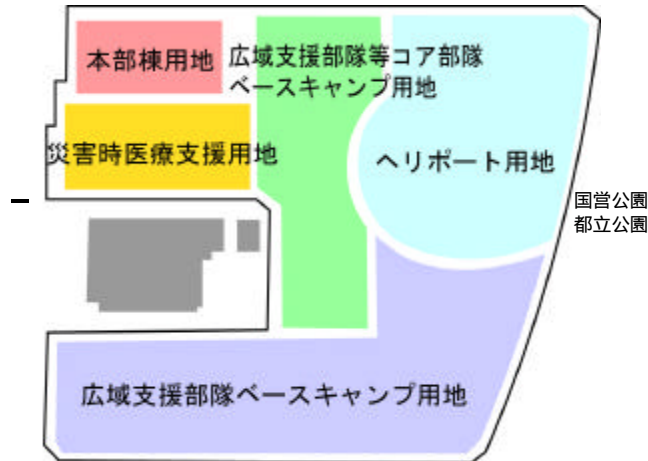 本部棟用地
広域支援部隊等コア部隊
ベースキャンプ用地
災害時医療支援用地
ヘリポート用地
国営公園
都立公園
広域支援部隊ベースキャンプ用地